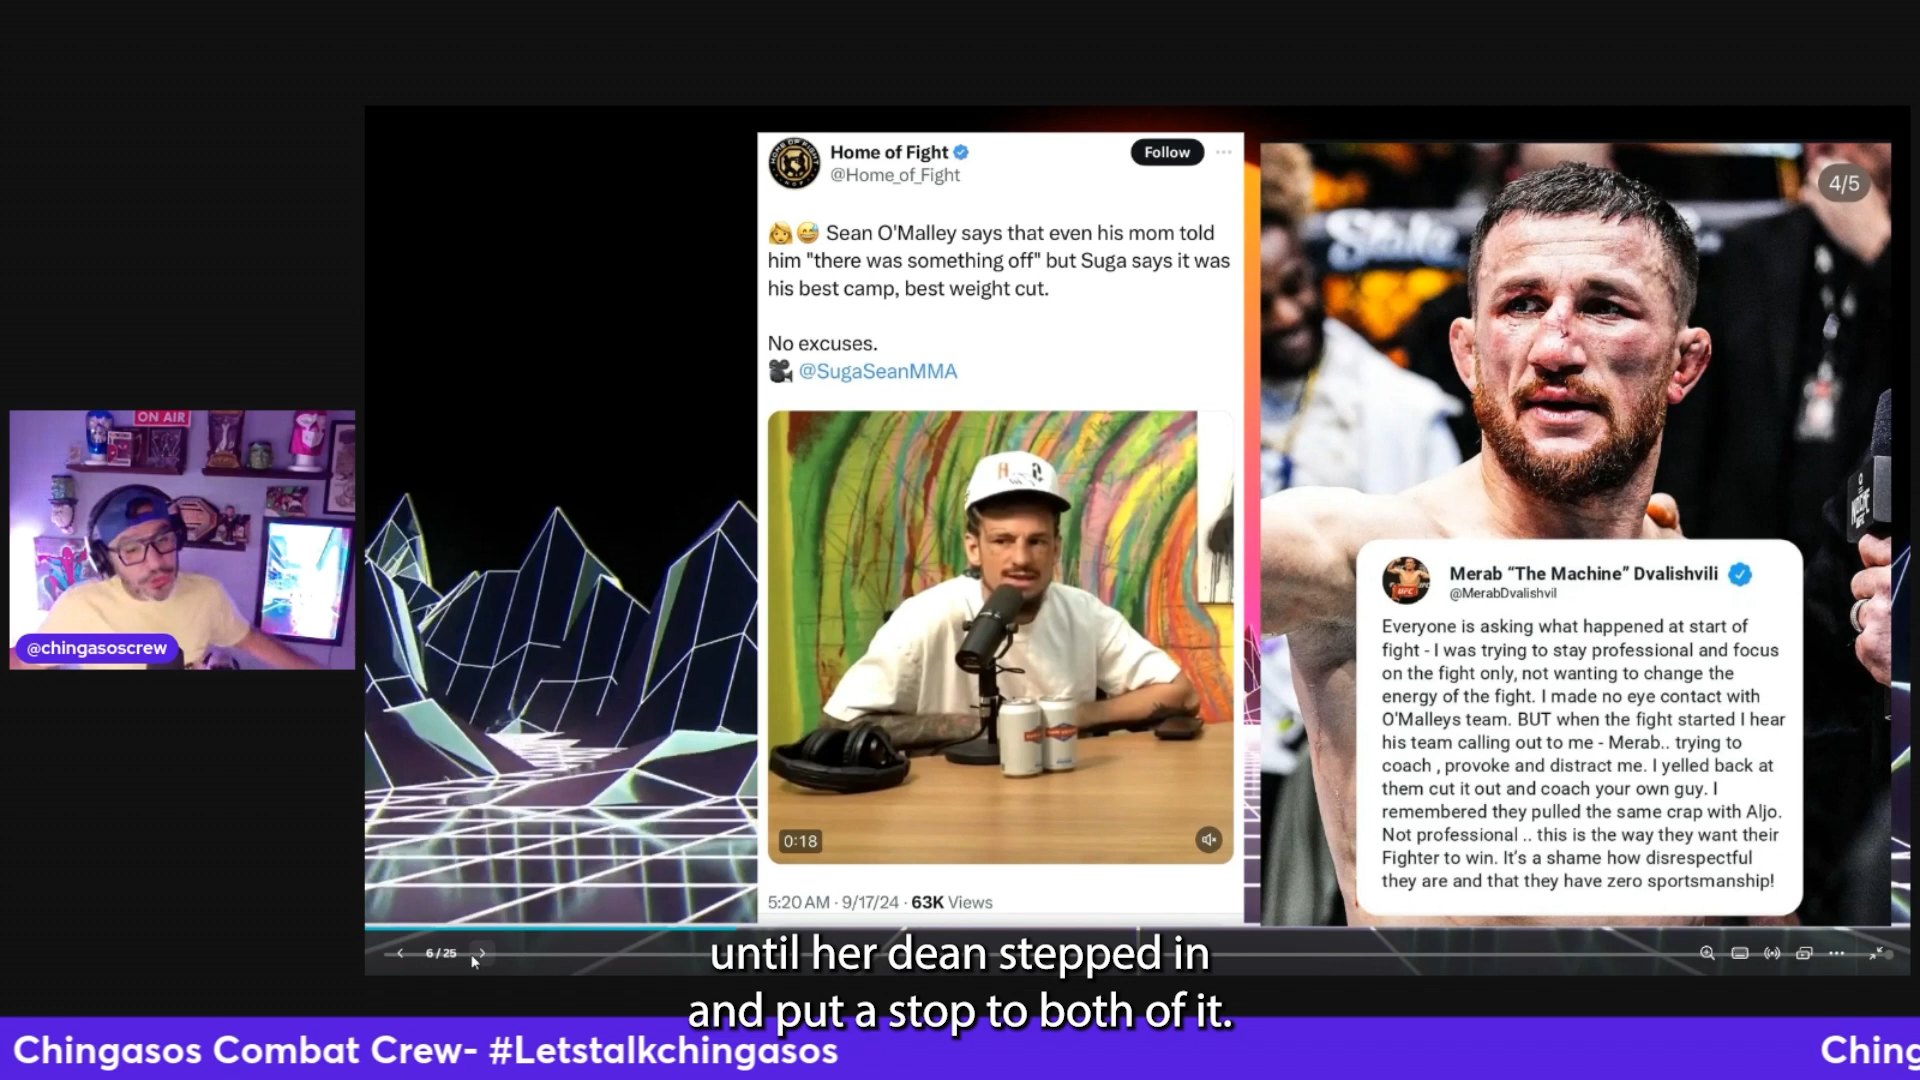 ON AIR
@chingasoscrew
Home of Fight
@Home_of_Fight
Follow
Sean O'Malley says that even his mom told
him "there was something off" but Suga says it was
his best camp, best weight cut.
No excuses.
@SugaSeanMMA
0:18
5:20 AM · 9/17/24 · 63K Views
Stake
4/5
Merab “The Machine” Dvalishvili
@MerabDvalishvil
Everyone is asking what happened at start of
fight - I was trying to stay professional and focus
on the fight only, not wanting to change the
energy of the fight. I made no eye contact with
O'Malleys team. BUT when the fight started I hear
his team calling out to me - Merab.. trying to
coach , provoke and distract me. I yelled back at
them cut it out and coach your own guy. I
remembered they pulled the same crap with Aljo.
Not professional .. this is the way they want their
Fighter to win. It’s a shame how disrespectful
they are and that they have zero sportsmanship!
6 / 25
until her dean stepped in
and put a stop to both of it.
Chingasos Combat Crew- #Letstalkchingasos
Ching